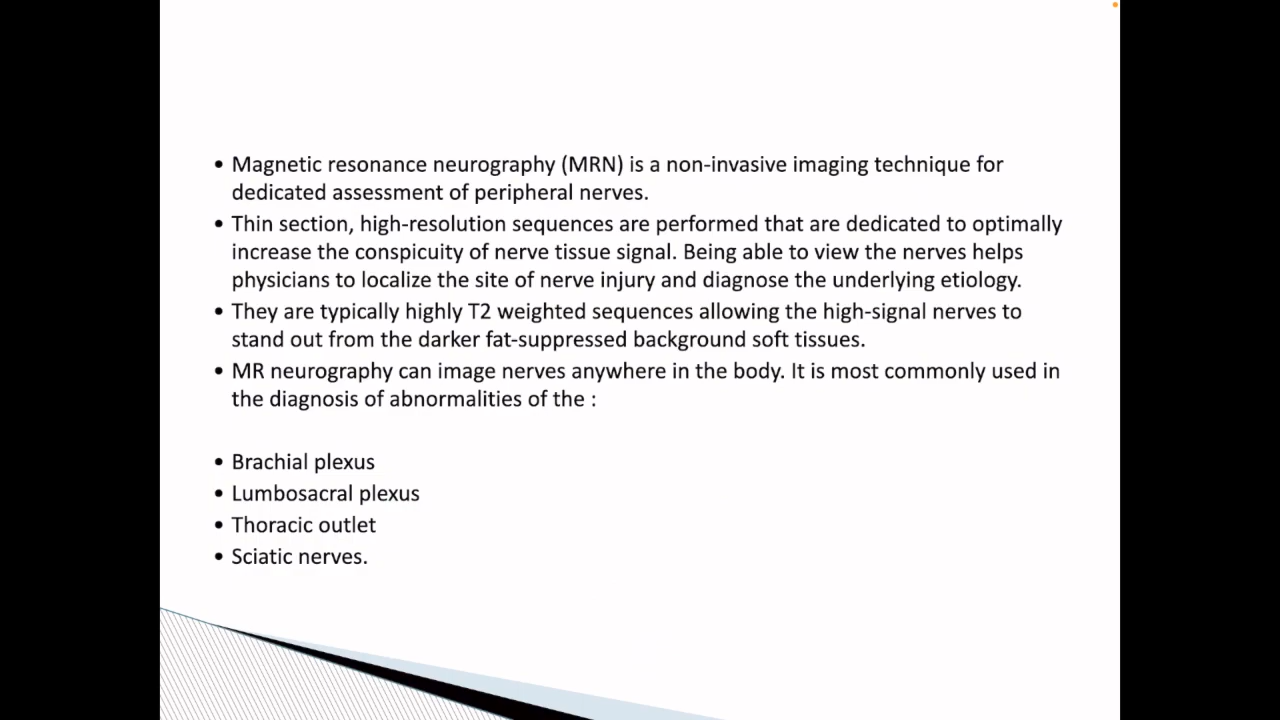 • Magnetic resonance neurography (MRN) is a non-invasive imaging technique for
dedicated assessment of peripheral nerves.
• Thin section, high-resolution sequences are performed that are dedicated to optimally
increase the conspicuity of nerve tissue signal. Being able to view the nerves helps
physicians to localize the site of nerve injury and diagnose the underlying etiology.
• They are typically highly T2 weighted sequences allowing the high-signal nerves to
stand out from the darker fat-suppressed background soft tissues.
• MR neurography can image nerves anywhere in the body. It is most commonly used in
the diagnosis of abnormalities of the :
• Brachial plexus
• Lumbosacral plexus
• Thoracic outlet
• Sciatic nerves.